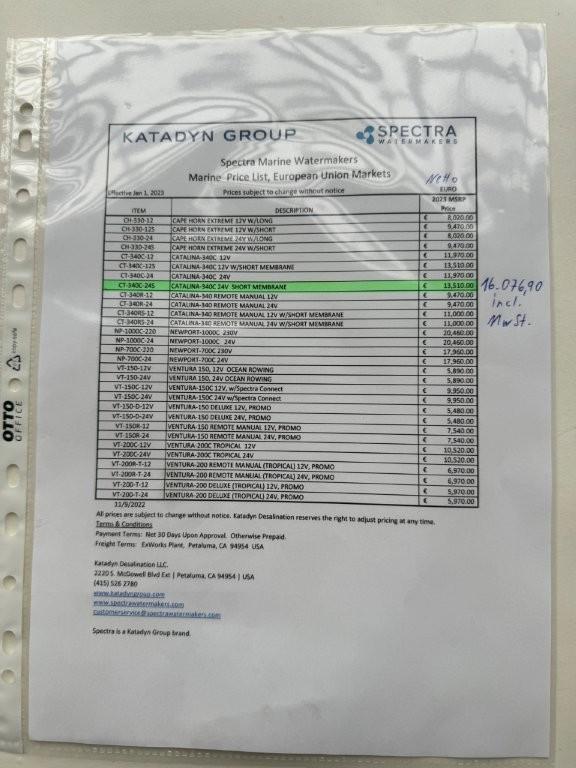 KATADYN GROUP
SPECTRA
WATERMAKERS
Spectra Marine Watermakers
Marine Price List, European Union Markets
Netto
Effective Jan 1, 2023 Prices subject to change without notice EURO
2023 MSRP
ITEM DESCRIPTION Price
CH-330-12 CAPE HORN EXTREME 12V W/LONG € 8,020.00
CH-330-12S CAPE HORN EXTREME 12V W/SHORT € 9,470.00
CH-330-24 CAPE HORN EXTREME 24V W/LONG € 8,020.00
CH-330-24S CAPE HORN EXTREME 24V W/SHORT € 9,470.00
CT-340C-12 CATALINA-340C 12V € 11,970.00
CT-340C-12S CATALINA-340C 12V W/SHORT MEMBRANE € 13,510.00
CT-340C-24 CATALINA-340C 24V € 11,970.00
CT-340C-24S CATALINA-340C 24V SHORT MEMBRANE € 13,510.00
16.076,90
incl.
MwSt.
CT-340R-12 CATALINA-340 REMOTE MANUAL 12V € 9,470.00
CT-340R-24 CATALINA-340 REMOTE MANUAL 24V € 9,470.00
CT-340RS-12 CATALINA-340 REMOTE MANUAL 12V W/SHORT MEMBRANE € 11,000.00
CT-340RS-24 CATALINA-340 REMOTE MANUAL 24V W/SHORT MEMBRANE € 11,000.00
NP-1000C-220 NEWPORT-1000C 230V € 20,460.00
NP-1000C-24 NEWPORT-1000C 24V € 20,460.00
NP-700C-220 NEWPORT-700C 230V € 17,960.00
NP-700C-24 NEWPORT-700C 24V € 17,960.00
VT-150-12V VENTURA 150, 12V OCEAN ROWING € 5,890.00
VT-150-24V VENTURA 150, 24V OCEAN ROWING € 5,890.00
VT-150C-12V VENTURA-150C 12V, w/Spectra Connect € 9,950.00
VT-150C-24V VENTURA-150C 24V w/Spectra Connect € 9,950.00
VT-150-D-12V VENTURA-150 DELUXE 12V, PROMO € 5,480.00
VT-150-D-24V VENTURA-150 DELUXE 24V, PROMO € 5,480.00
VT-150R-12 VENTURA-150 REMOTE MANUAL 12V, PROMO € 7,540.00
VT-150R-24 VENTURA-150 REMOTE MANUAL 24V, PROMO € 7,540.00
VT-200C-12V VENTURA-200C TROPICAL 12V € 10,520.00
VT-200C-24V VENTURA-200C TROPICAL 24V € 10,520.00
VT-200R-T-12 VENTURA-200 REMOTE MANUAL (TROPICAL) 12V, PROMO € 6,970.00
VT-200R-T-24 VENTURA-200 REMOTE MANUAL (TROPICAL) 24V, PROMO € 6,970.00
VT-200-T-12 VENTURA-200 DELUXE (TROPICAL) 12V, PROMO € 5,970.00
VT-200-T-24 VENTURA-200 DELUXE (TROPICAL) 24V, PROMO € 5,970.00
11/9/2022
All prices are subject to change without notice. Katadyn Desalination reserves the right to adjust pricing at any time.
Terms & Conditions
Payment Terms: Net 30 Days Upon Approval. Otherwise Prepaid.
Freight Terms: ExWorks Plant, Petaluma, CA 94954 USA
Katadyn Desalination LLC.
2220 S. McDowell Blvd Ext | Petaluma, CA 94954 | USA
(415) 526 2780
www.katadyngroup.com
www.spectrawatermakers.com
customerservice@spectrawatermakers.com
Spectra is a Katadyn Group brand.
OTTO
OFFICE
copy safe